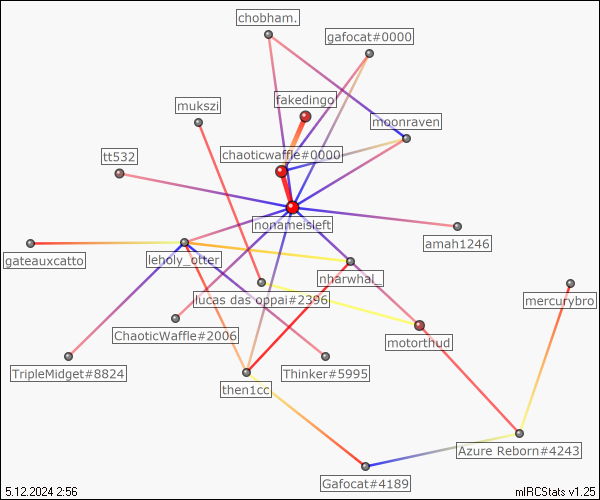 chobham.
gafocat#0000
fakedingo
mukszi
moonraven
chaoticwaffle#0000
tt532
nonameisleft
amah1246
gateauxcatto
leholy_otter
nharwhal_
lucas das oppai#2396
mercurybro
ChaoticWaffle#2006
motorthud
TripleMidget#8824
Thinker#5995
then1cc
Azure Reborn#4243
Gafocat#4189
5.12.2024 2:56
mIRCStats v1.25